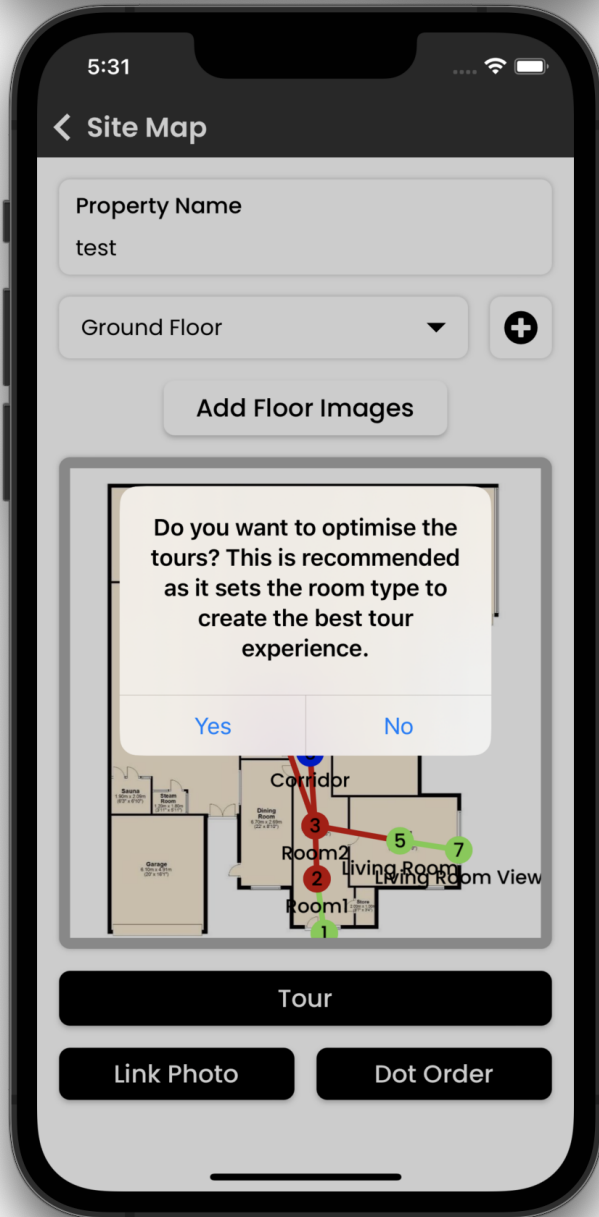 5:31
Site Map
Property Name
test
Ground Floor
Add Floor Images
Do you want to optimise the
tours? This is recommended
as it sets the room type to
create the best tour
experience.
Yes
No
Corridor
Sauna
Steam
Room
Dining
Room
3
5
7
Room2
Living Room
Living Room View
Garage
2
Room1
Store
1
Tour
Link Photo
Dot Order